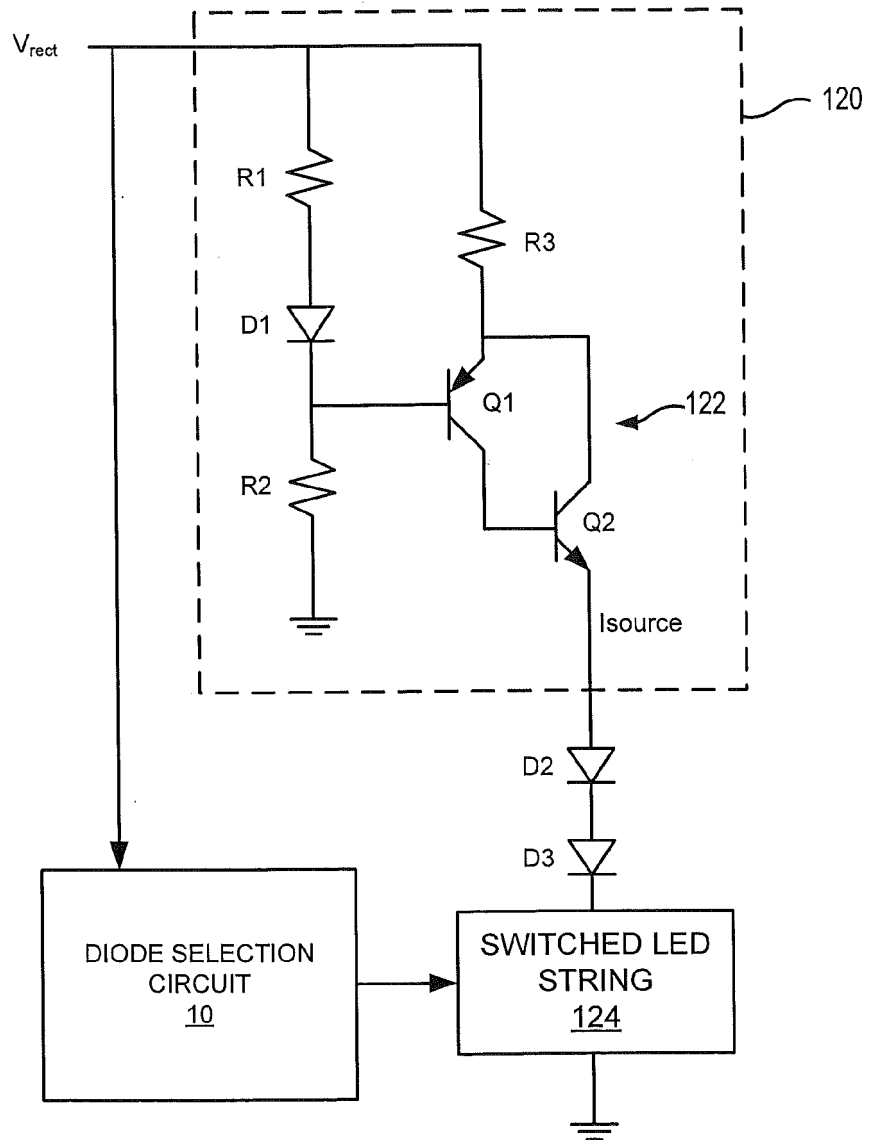 V_rect
120
R1
R3
D1
Q1
122
R2
Q2
Isource
D2
D3
DIODE SELECTION
CIRCUIT
10
SWITCHED LED
STRING
124